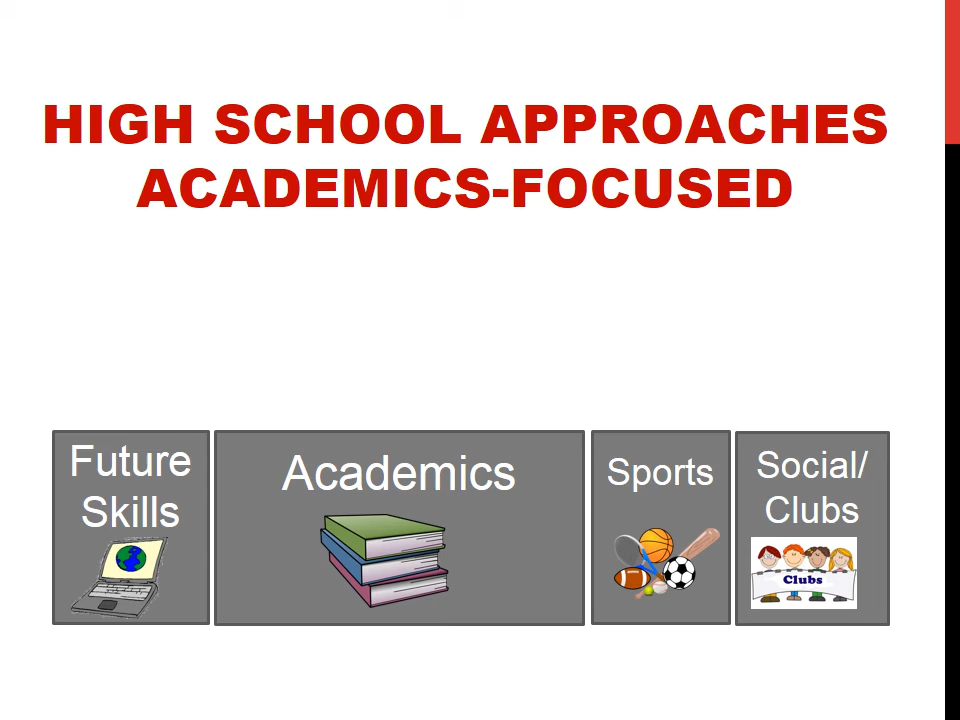 HIGH SCHOOL APPROACHES
ACADEMICS-FOCUSED
Future
Skills
Academics
Sports
Social/
Clubs
Clubs